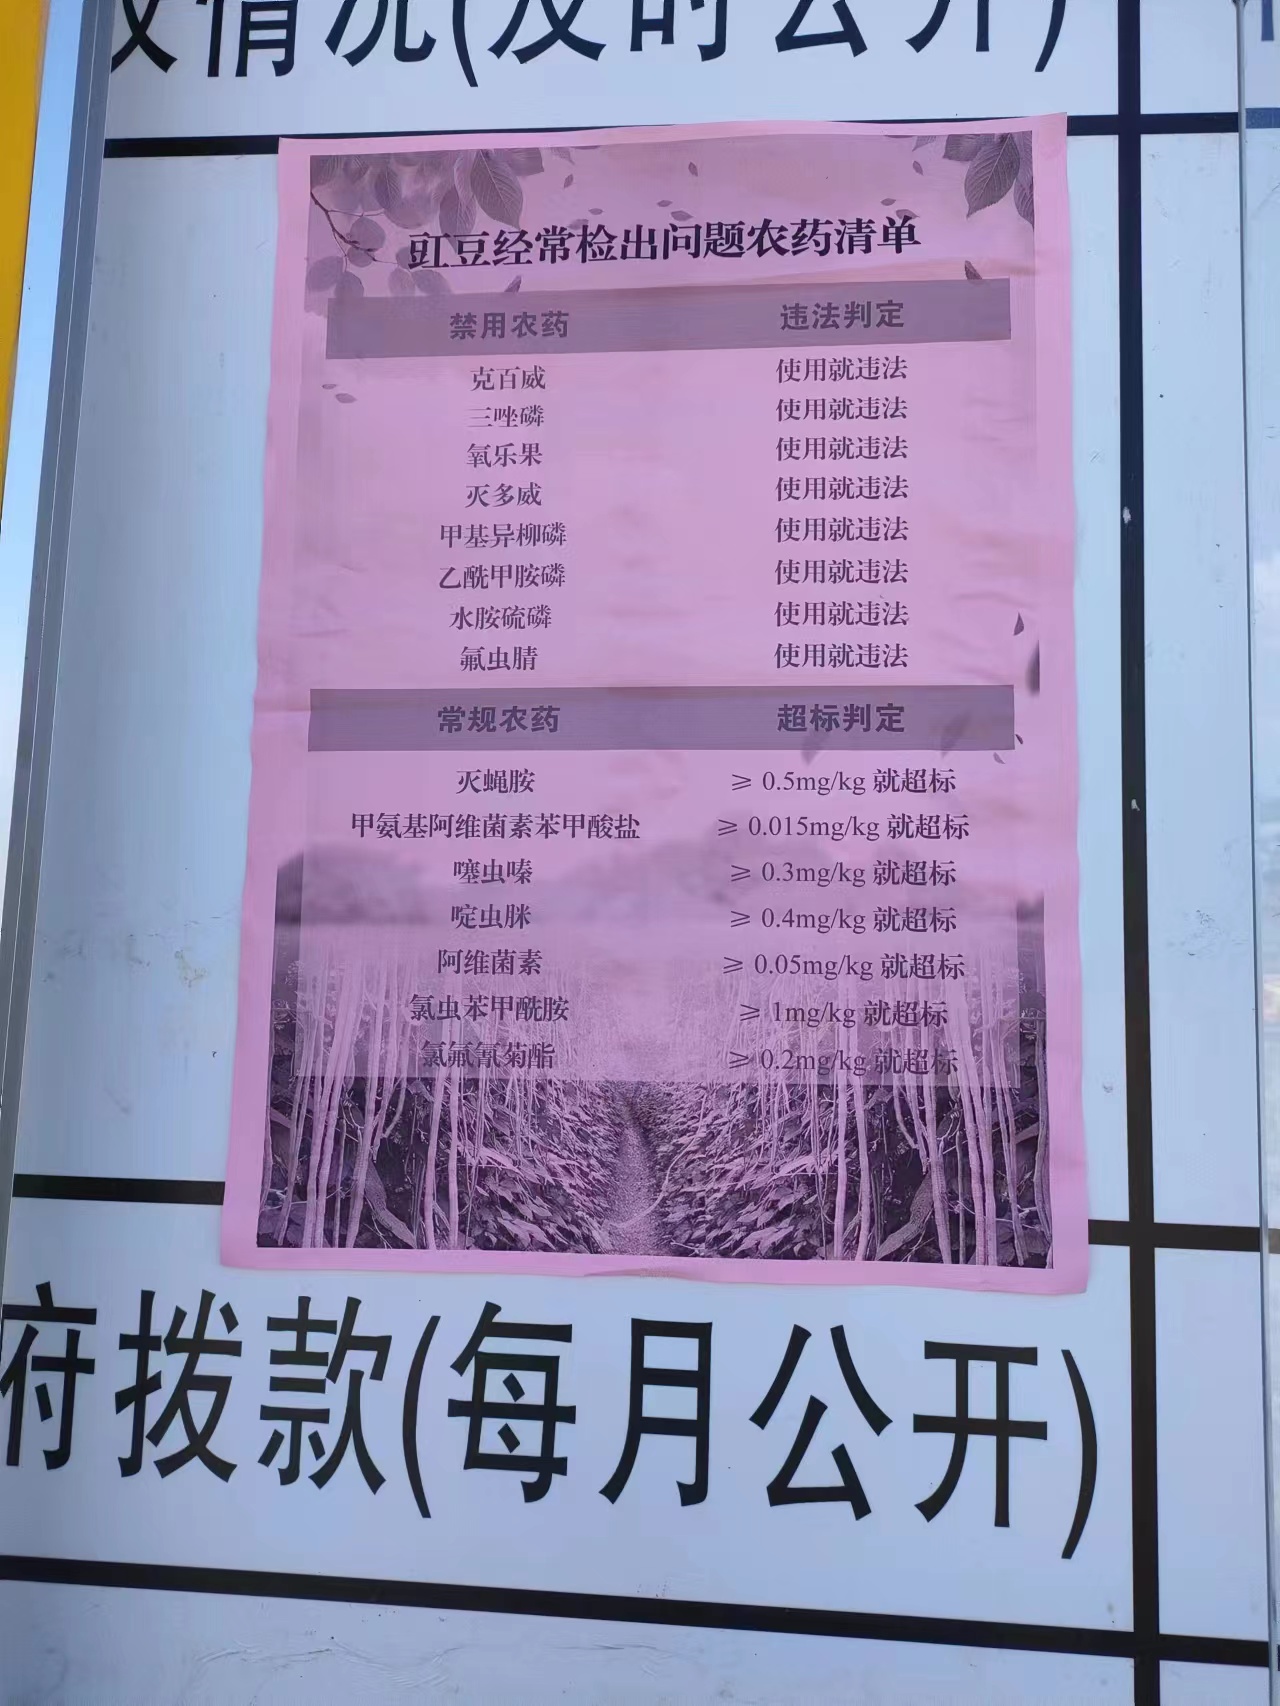 情况(及时公开)
豇豆经常检出问题农药清单
禁用农药 违法判定
克百威 使用就违法
三唑磷 使用就违法
氧乐果 使用就违法
灭多威 使用就违法
甲基异柳磷 使用就违法
乙酰甲胺磷 使用就违法
水胺硫磷 使用就违法
氟虫腈 使用就违法
常规农药 超标判定
灭蝇胺 ≥ 0.5mg/kg 就超标
甲氨基阿维菌素苯甲酸盐 ≥ 0.015mg/kg 就超标
噻虫嗪 ≥ 0.3mg/kg 就超标
啶虫脒 ≥ 0.4mg/kg 就超标
阿维菌素 ≥ 0.05mg/kg 就超标
氯虫苯甲酰胺 ≥ 1mg/kg 就超标
氯氟氰菊酯 ≥ 0.2mg/kg 就超标
府拨款(每月公开)